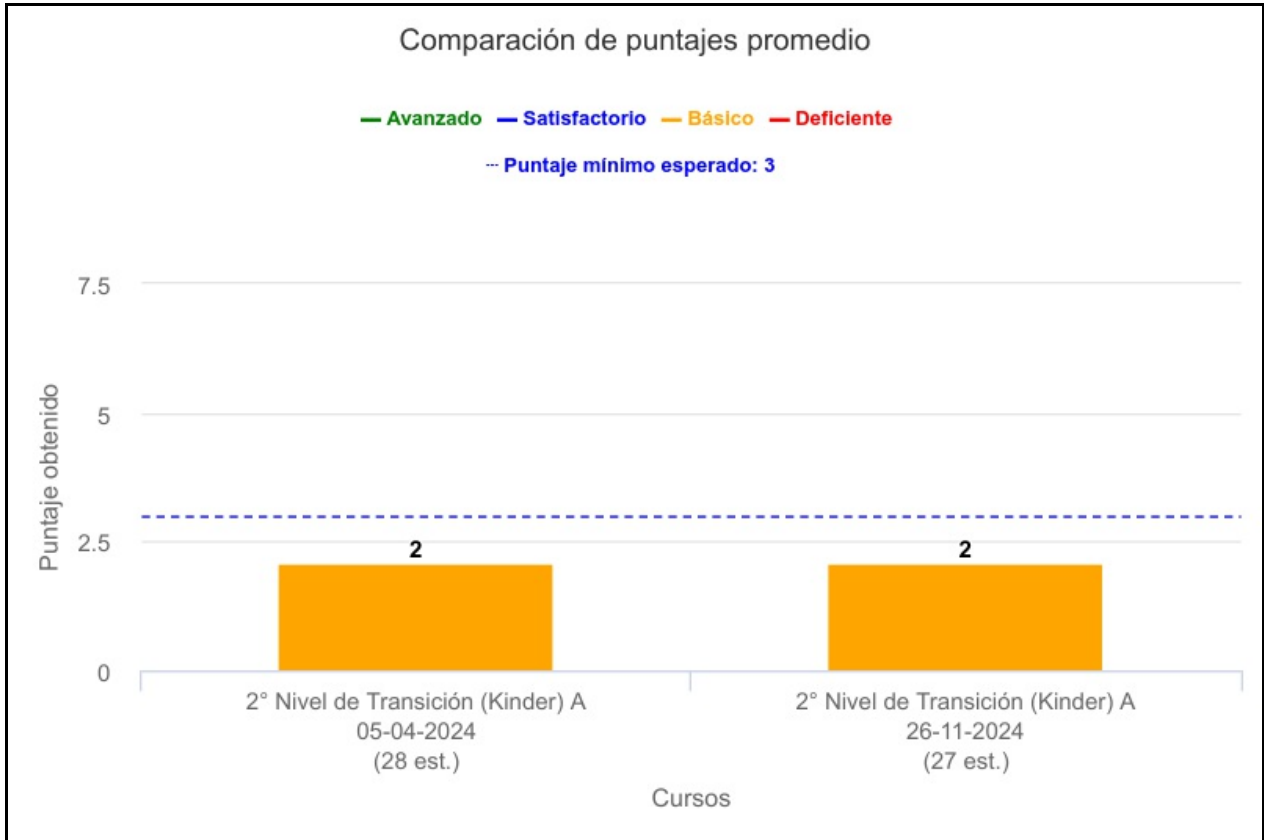 Comparación de puntajes promedio
Avanzado Satisfactorio Básico Deficiente
Puntaje mínimo esperado: 3
7.5
5
2.5
0
Puntaje obtenido
2
2
2° Nivel de Transición (Kinder) A
05-04-2024
(28 est.)
2° Nivel de Transición (Kinder) A
26-11-2024
(27 est.)
Cursos